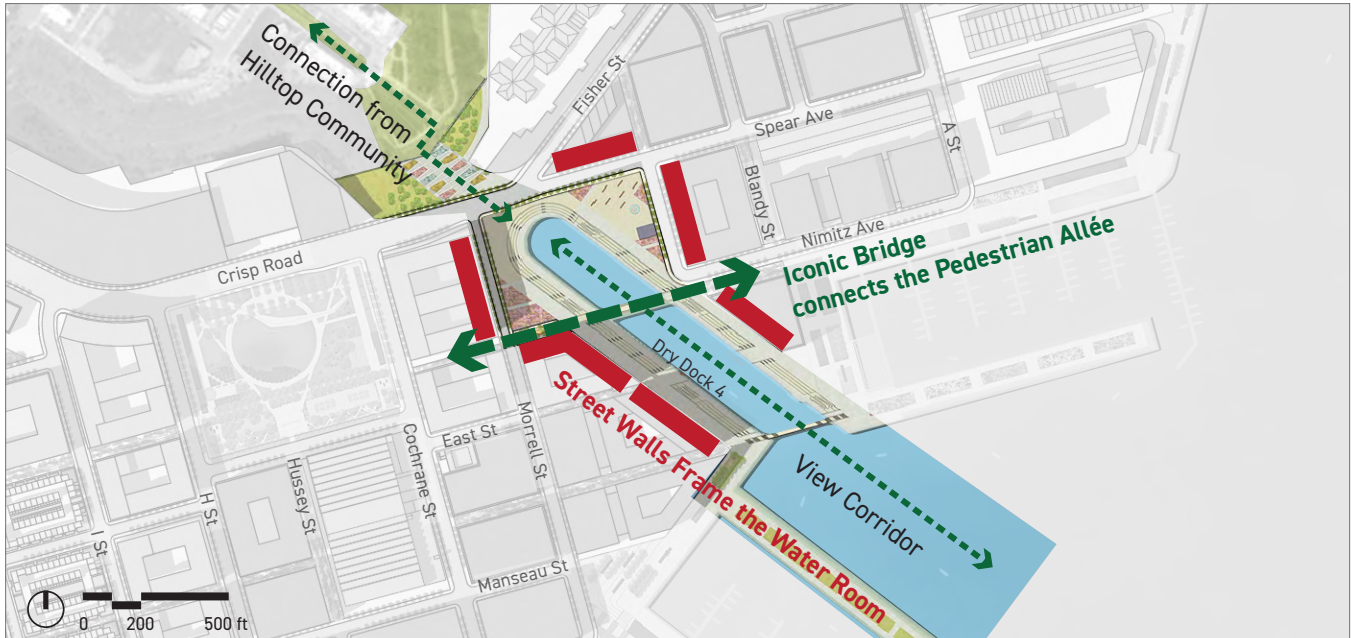 Connection from
Hilltop Community
Fisher St
Spear Ave
A St
Blandy St
Nimitz Ave
Crisp Road
Iconic Bridge
connects the Pedestrian Allée
Dry Dock 4
Street Walls Frame the Water Room
View Corridor
East St
Morrell St
Cochrane St
Hussey St
H St
I St
Manseau St
0 200 500 ft